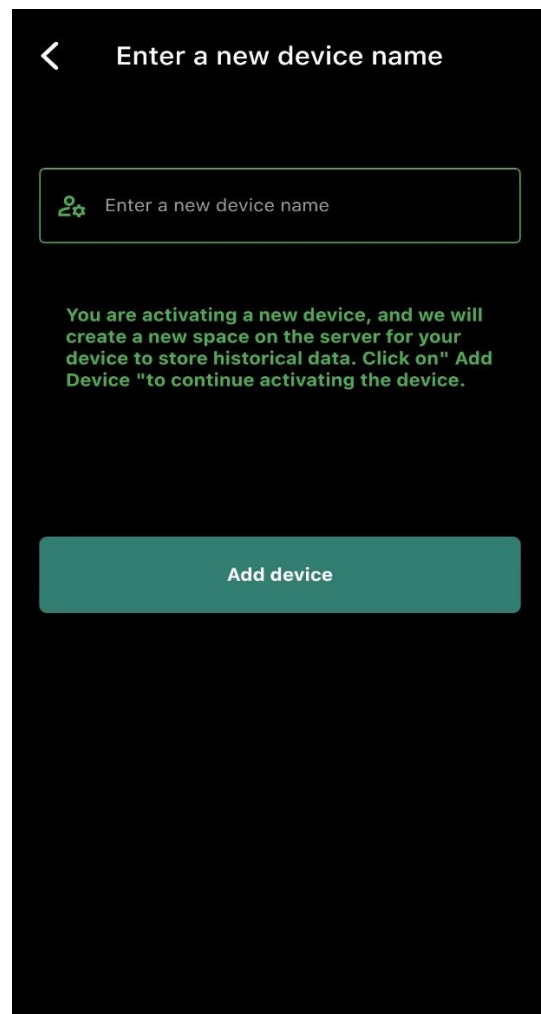 Enter a new device name
Enter a new device name
You are activating a new device, and we will
create a new space on the server for your
device to store historical data. Click on" Add
Device "to continue activating the device.
Add device